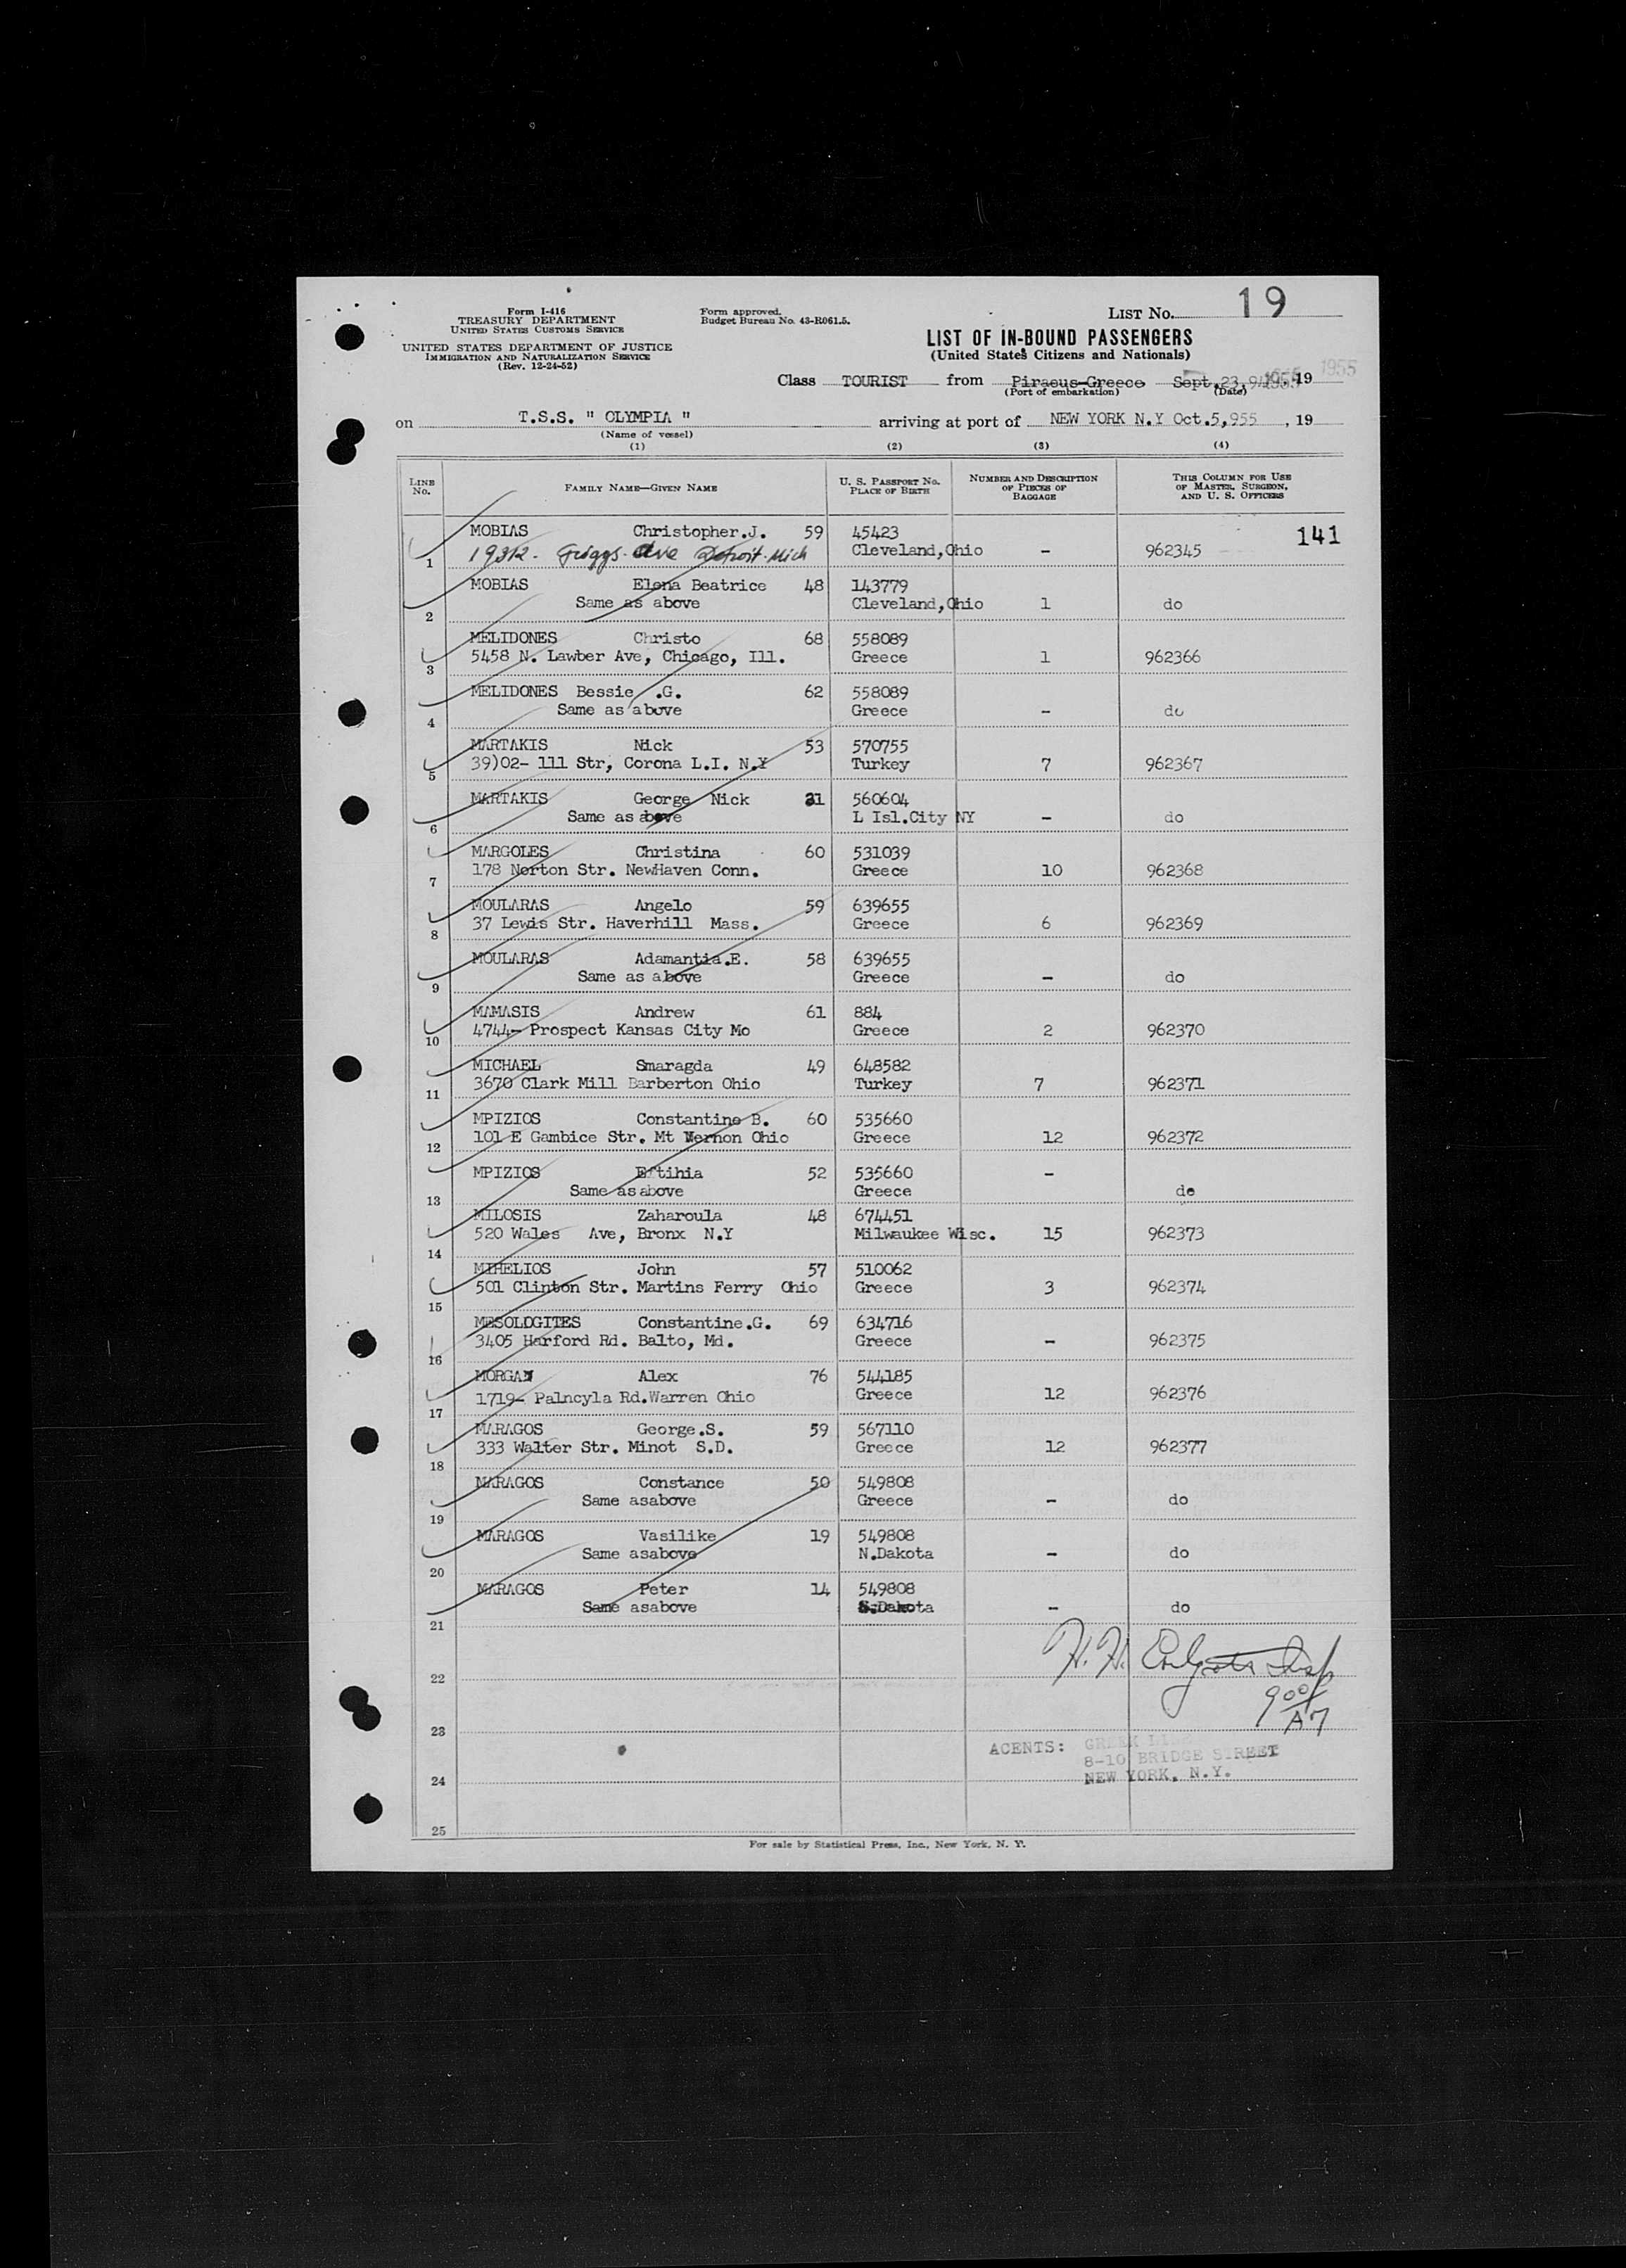 LIST No. 19
Form I-416
TREASURY DEPARTMENT
UNITED STATES CUSTOMS SERVICE
UNITED STATES DEPARTMENT OF JUSTICE
IMMIGRATION AND NATURALIZATION SERVICE
(Rev. 12-24-52)
Form approved.
Budget Bureau No. 43-R061.5.
LIST OF IN-BOUND PASSENGERS
(United States Citizens and Nationals)
Class TOURIST from Piraeus-Greece Sept.23, 1955, 19 1955
(Port of embarkation) (Date)
on T.S.S. " OLYMPIA " arriving at port of NEW YORK N.Y Oct.5,955 , 19
(Name of vessel)
(1) (2) (3) (4)
LINE No. FAMILY NAME—GIVEN NAME U. S. PASSPORT No. PLACE OF BIRTH NUMBER AND DESCRIPTION OF PIECES OF BAGGAGE THIS COLUMN FOR USE OF MASTER, SURGEON, AND U. S. OFFICERS
141
MOBIAS Christopher.J. 59 45423
1 Griggs. Ave Detroit. Mich Cleveland,Ohio - 962345
MOBIAS Elena Beatrice 48 143779
2 Same as above Cleveland,Ohio 1 do
MELIDONES Christo 68 558089
3 5458 N. Lawber Ave, Chicago, Ill. Greece 1 962366
MELIDONES Bessie .G. 62 558089
4 Same as above Greece - do
MARTAKIS Nick 53 570755
5 39)02- 111 Str, Corona L.I. N.Y Turkey 7 962367
MARTAKIS George Nick 21 560604
6 Same as above L Isl.City NY - do
MARGOLES Christina 60 531039
7 178 Norton Str. NewHaven Conn. Greece 10 962368
MOULARAS Angelo 59 639655
8 37 Lewis Str. Haverhill Mass. Greece 6 962369
MOULARAS Adamantia.E. 58 639655
9 Same as above Greece - do
MAMASIS Andrew 61 884
10 4744- Prospect Kansas City Mo Greece 2 962370
MICHAEL Smaragda 49 648582
11 3670 Clark Mill Barberton Ohio Turkey 7 962371
MPIZIOS Constantine B. 60 535660
12 101 E Gambice Str. Mt Vernon Ohio Greece 12 962372
MPIZIOS Eftihia 52 535660 -
13 Same as above Greece do
MILOSIS Zaharoula 48 674451
14 520 Wales Ave, Bronx N.Y Milwaukee Wisc. 15 962373
MIHELIOS John 57 510062
15 501 Clinton Str. Martins Ferry Ohio Greece 3 962374
MESOLOGITES Constantine.G. 69 634716
16 3405 Harford Rd. Balto, Md. Greece - 962375
MORGAN Alex 76 544185
17 1719- Palncyla Rd.Warren Ohio Greece 12 962376
MARAGOS George.S. 59 567110
18 333 Walter Str. Minot S.D. Greece 12 962377
MARAGOS Constance 50 549808
19 Same asabove Greece - do
MARAGOS Vasilike 19 549808
20 Same asabove N.Dakota - do
MARAGOS Peter 14 549808
21 Same asabove S.Dakota - do
22 H.H.
900
A7
23
AGENTS: GREEK LINE
8-10 BRIDGE STREET
24 NEW YORK, N.Y.
25
For sale by Statistical Press, Inc., New York, N. Y.